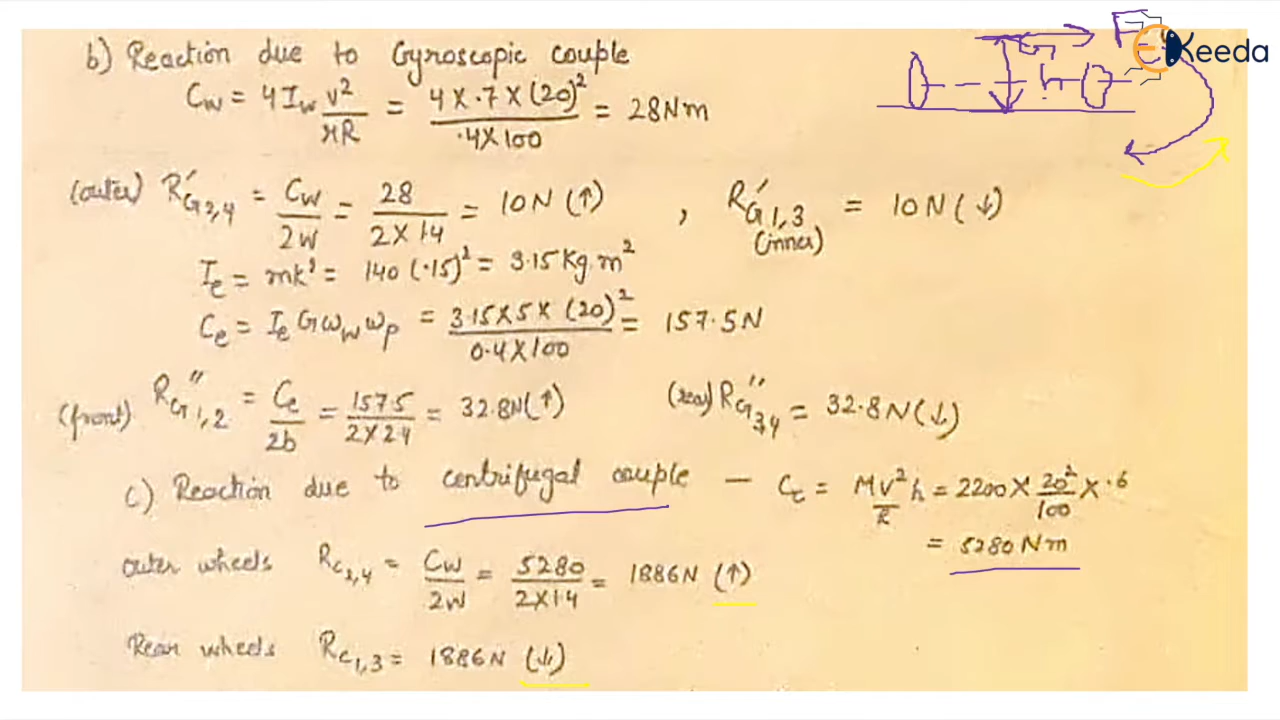 b) Reaction due to Gyroscopic couple
Cw = 4 Iw v²/rR = 4 x .7 x (20)² / .4 x 100 = 28 Nm
(outer) R'G2,4 = Cw/2w = 28 / 2 x 1.4 = 10 N (↑) , R'G1,3 = 10 N (↓)
(inner)
Ie = mk² = 140 (.15)² = 3.15 Kg.m²
Ce = Ie G ωw ωp = 3.15 x 5 x (20)² / 0.4 x 100 = 157.5 N
(front) R''G1,2 = Ce/2b = 157.5 / 2 x 2.4 = 32.8 N (↑) (rear) R''G3,4 = 32.8 N (↓)
c) Reaction due to centrifugal couple — Cc = Mv²/R h = 2200 x 20²/100 x .6
= 5280 Nm
outer wheels Rc2,4 = Cw/2w = 5280 / 2 x 1.4 = 1886 N (↑)
Rear wheels Rc1,3 = 1886 N (↓)
F
G
h
Keeda